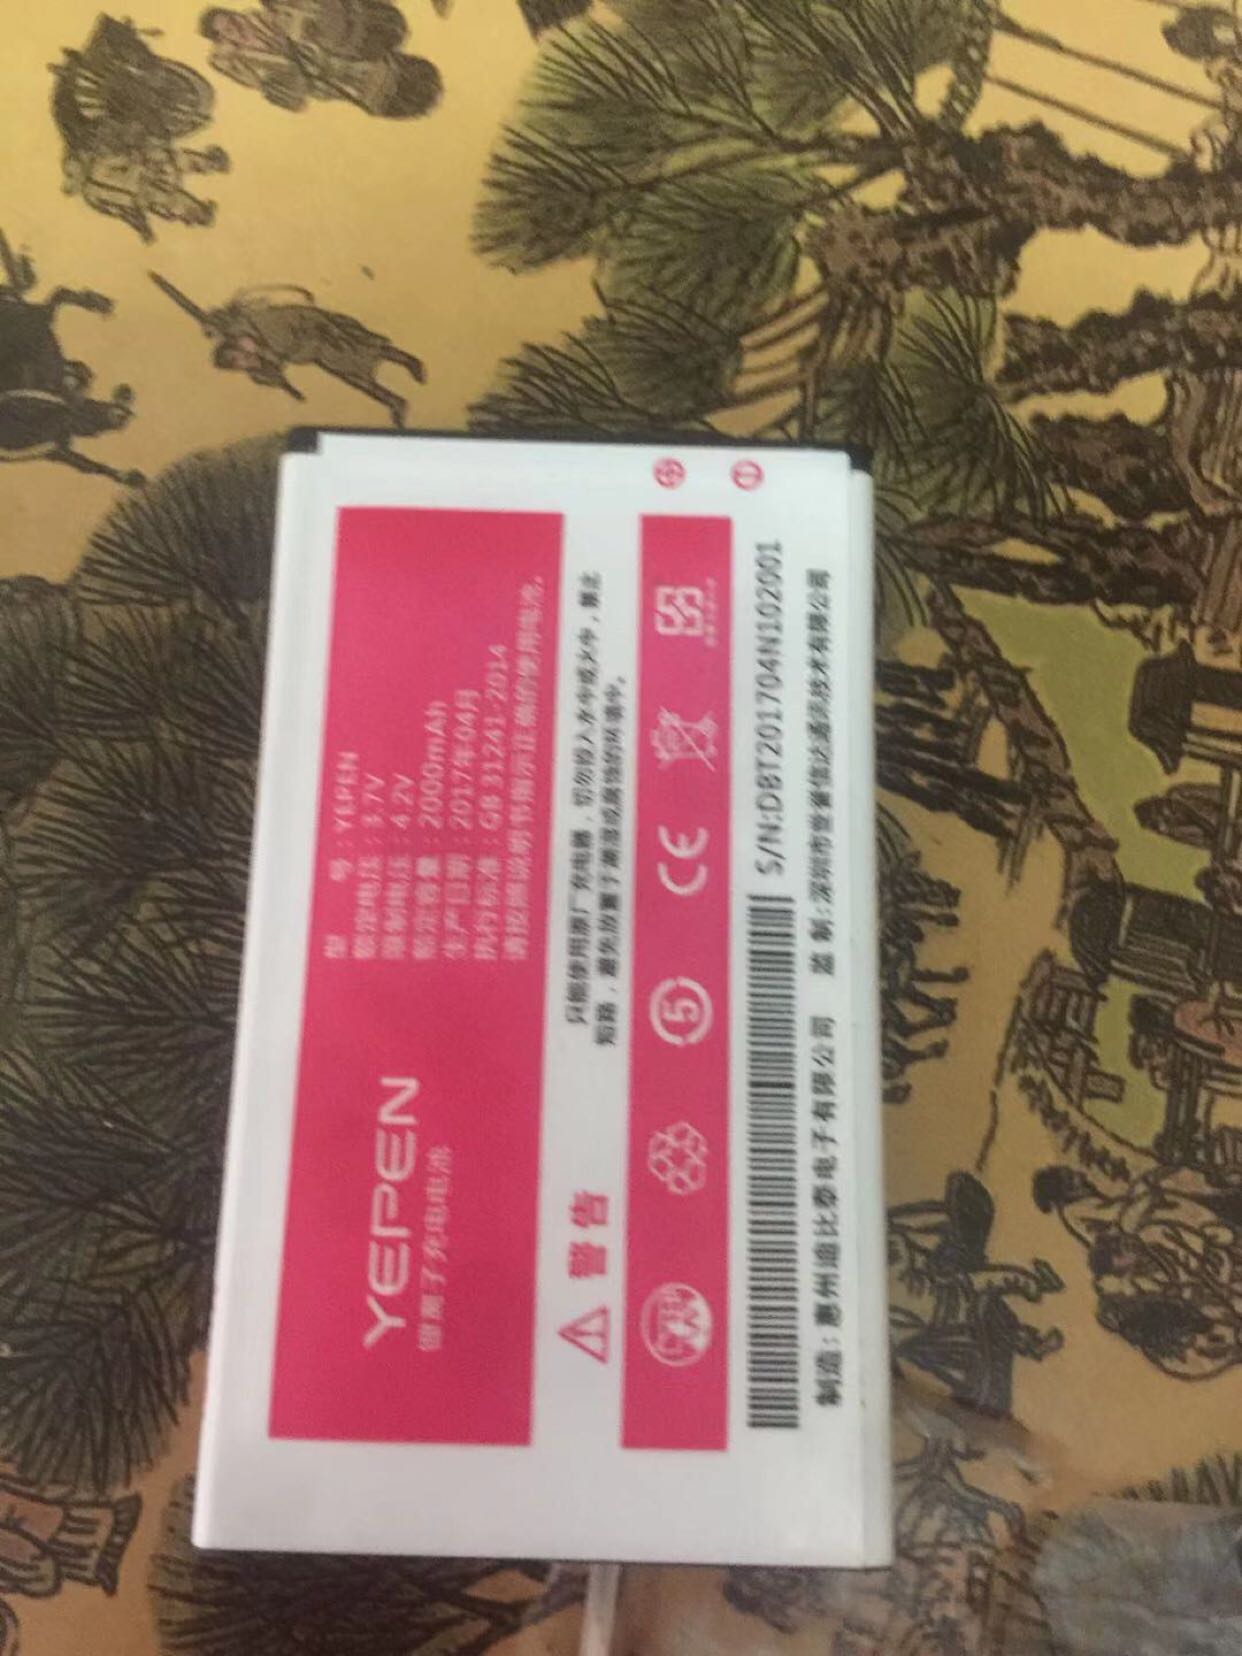 YEPEN
锂离子充电电池
型 号：YEPEN
额定电压：3.7V
限制电压：4.2V
额定容量：2000mAh
生产日期：2017年04月
执行标准：GB 31241-2014
请按照说明书指示正确的使用电池。
警告
只能使用原厂充电器，切勿投入水中或火中，禁止
短路，避免放置于潮湿或腐蚀的环境中。
5
CE
S/N:DBT201704N102001
制造：惠州迪比泰电子有限公司 监 制:深圳市世誉信达通讯技术有限公司